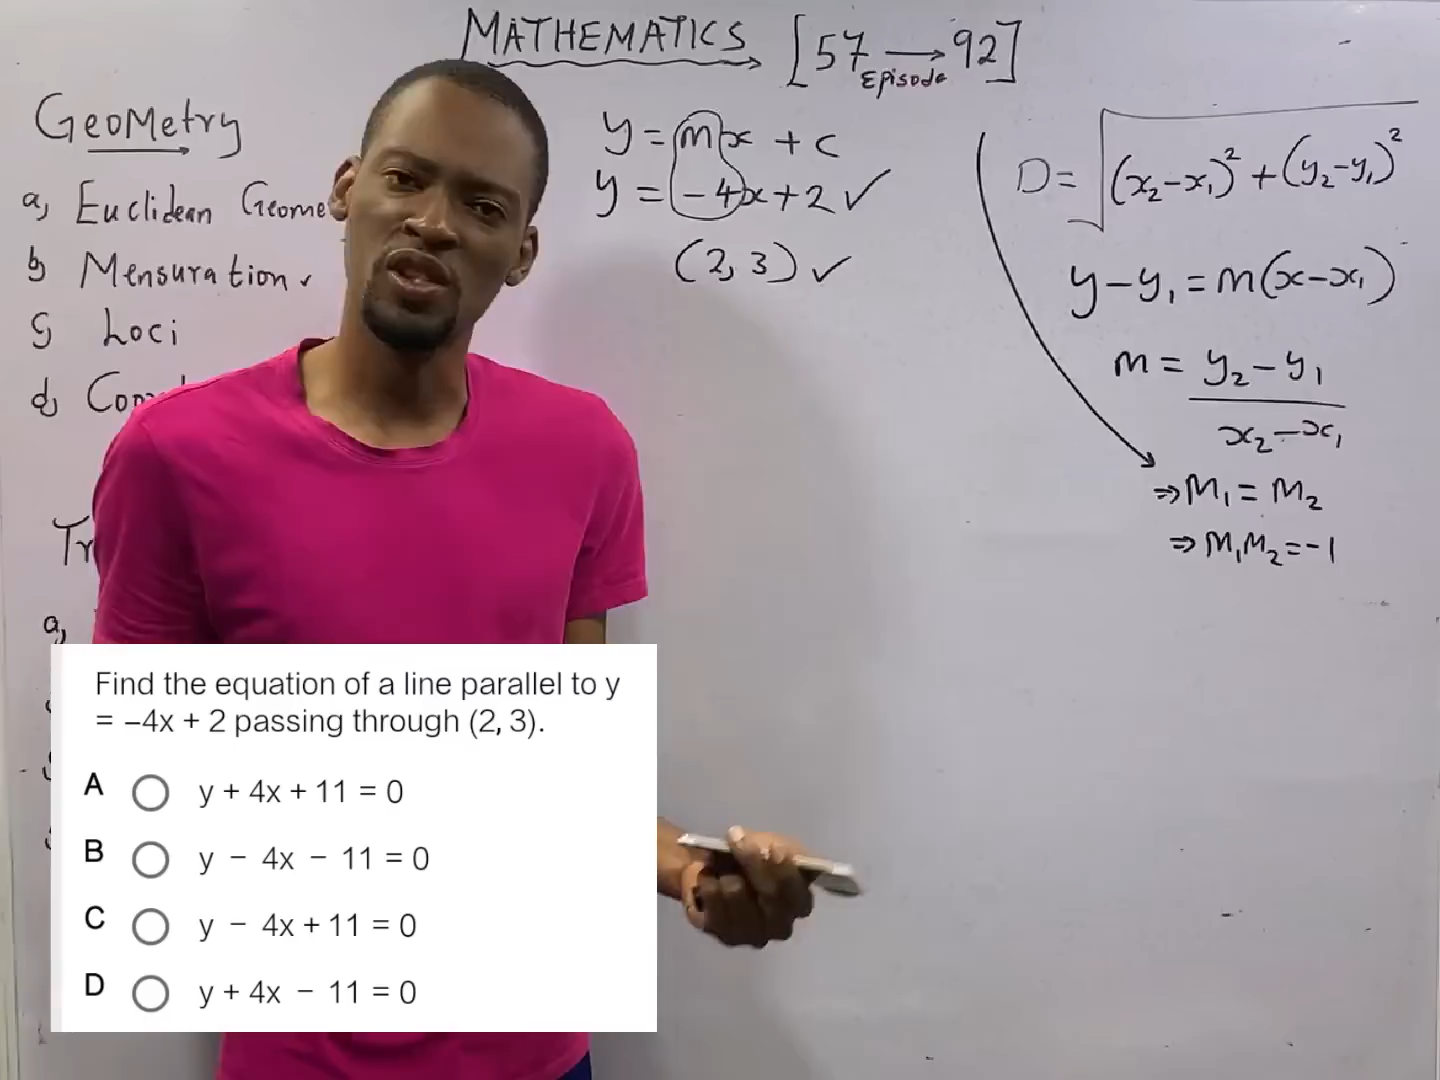 MATHEMATICS [57 → 92]
Episode
Geometry
a, Euclidean Geome
b, Mensuration ✓
c, Loci
d,
y = mx + c
y = -4x + 2 ✓
(2, 3) ✓
D = √(x₂-x₁)² + (y₂-y₁)²
y-y₁ = m(x-x₁)
m = y₂-y₁
x₂-x₁
⇒ M₁ = M₂
⇒ M₁M₂ = -1
Tr
a,
Find the equation of a line parallel to y
= −4x + 2 passing through (2, 3).
A y + 4x + 11 = 0
B y − 4x − 11 = 0
C y − 4x + 11 = 0
D y + 4x − 11 = 0